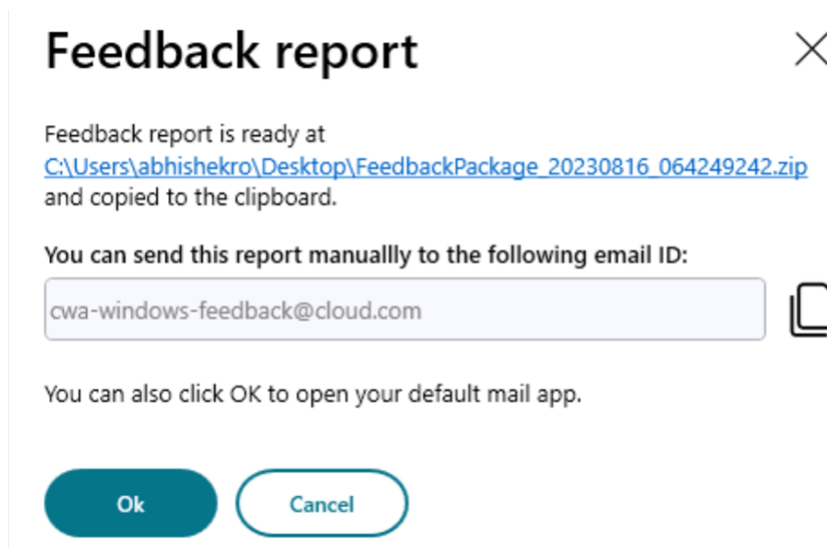 Feedback report
Feedback report is ready at
C:\Users\abhishekro\Desktop\FeedbackPackage_20230816_064249242.zip
and copied to the clipboard.
You can send this report manuallly to the following email ID:
cwa-windows-feedback@cloud.com
You can also click OK to open your default mail app.
Ok
Cancel